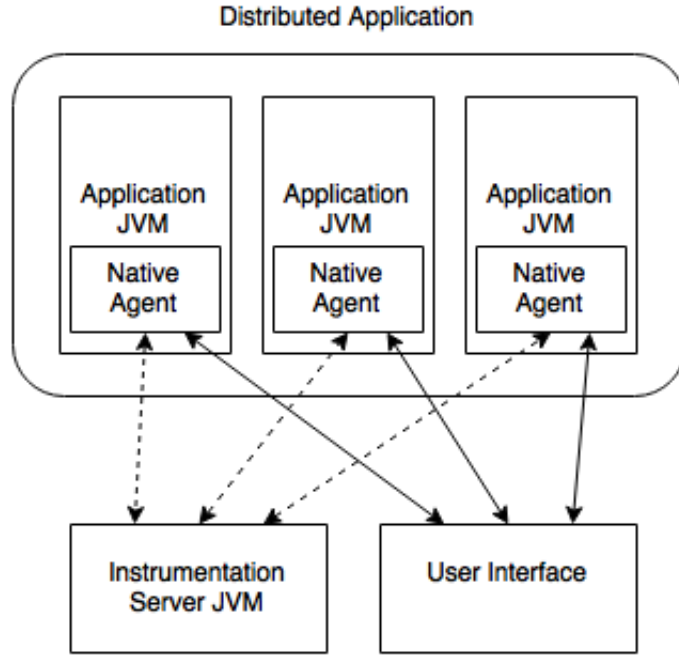 Distributed Application
Application
JVM
Native
Agent
Application
JVM
Native
Agent
Application
JVM
Native
Agent
Instrumentation
Server JVM
User Interface